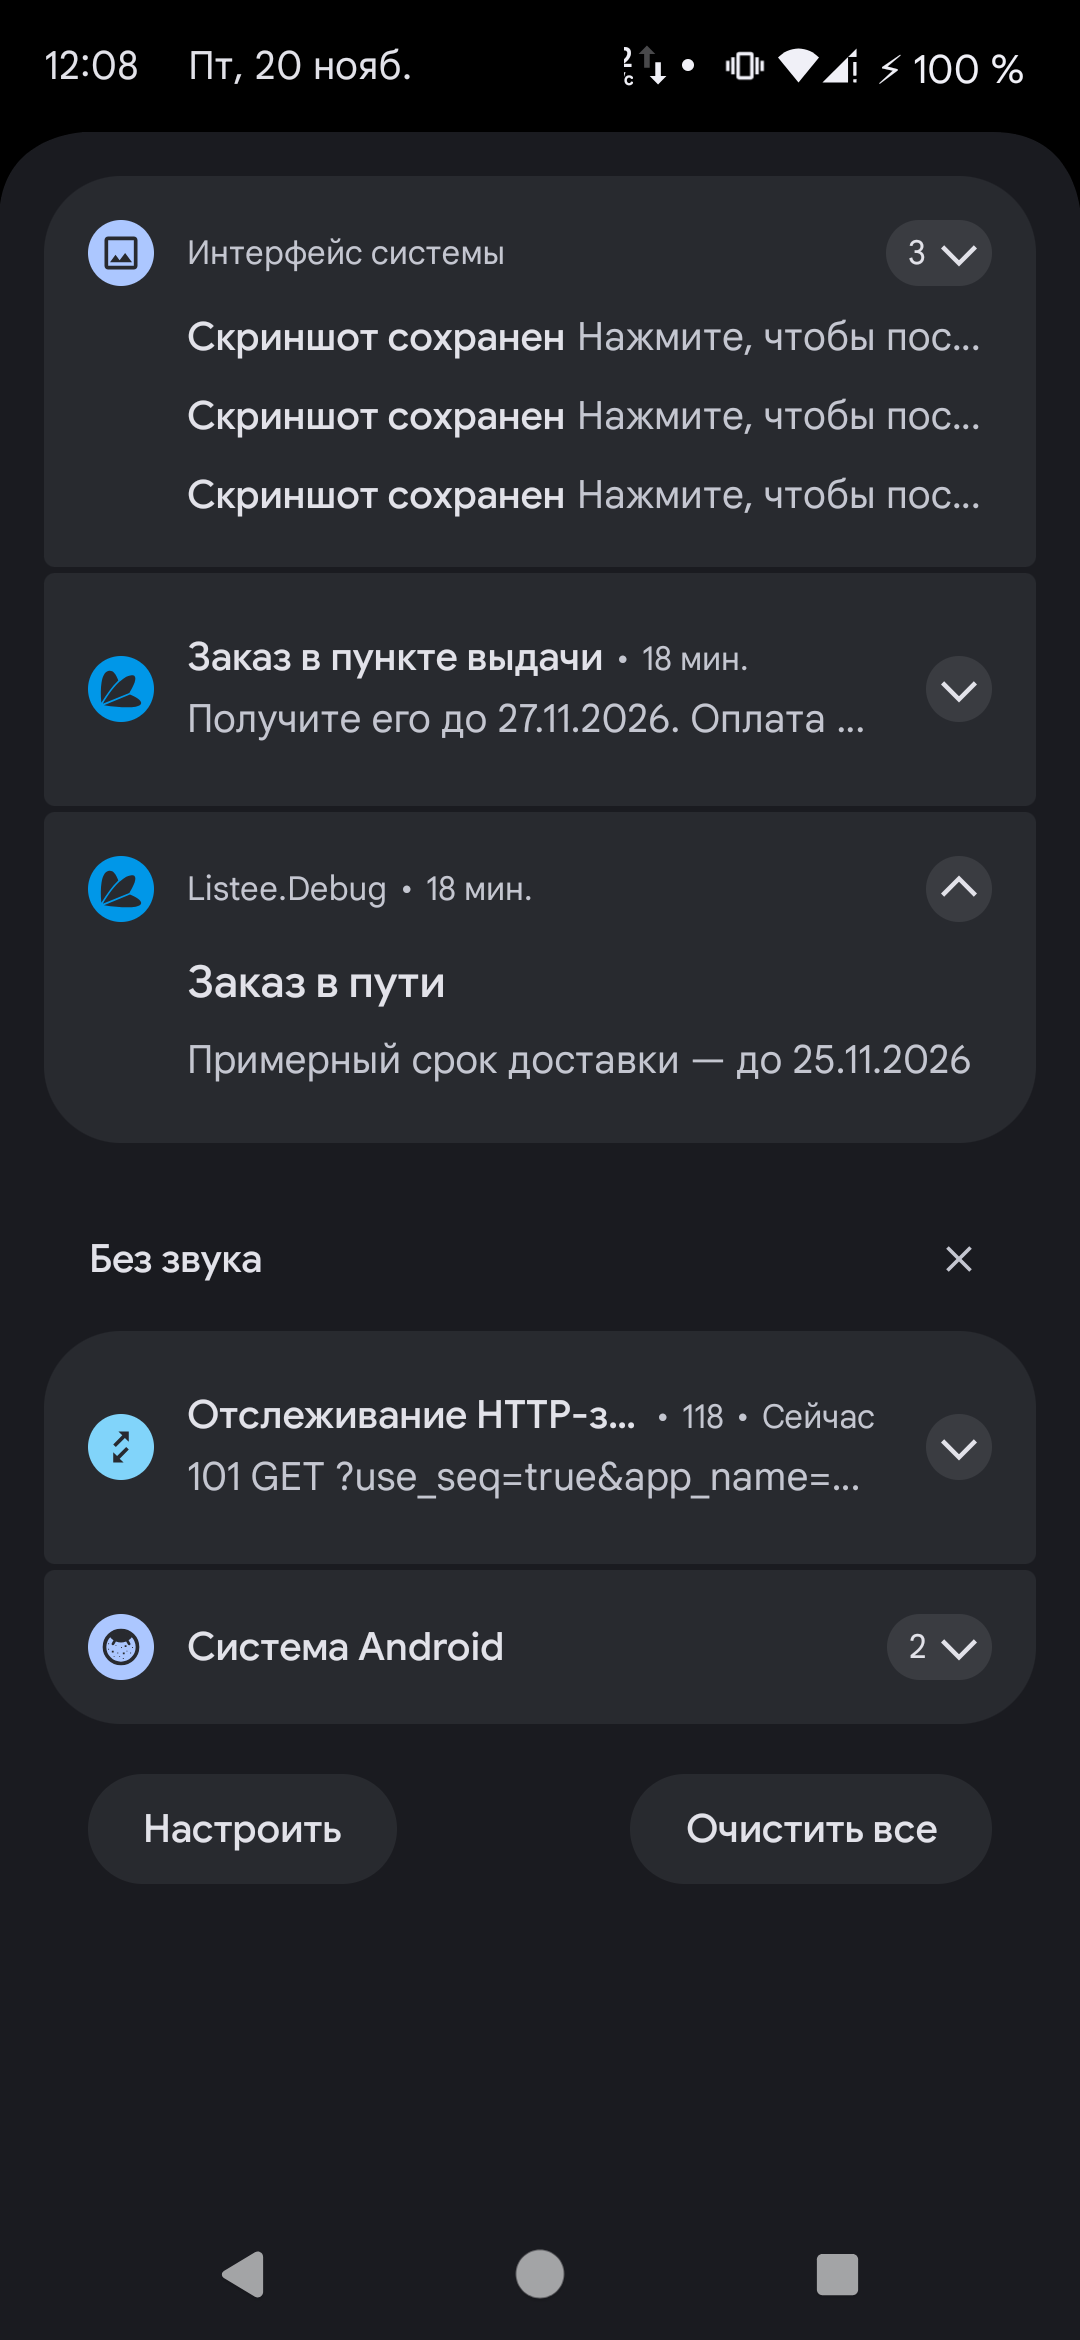 12:08 Пт, 20 нояб. 100 %
Интерфейс системы 3
Скриншот сохранен Нажмите, чтобы пос...
Скриншот сохранен Нажмите, чтобы пос...
Скриншот сохранен Нажмите, чтобы пос...
Заказ в пункте выдачи • 18 мин.
Получите его до 27.11.2026. Оплата ...
Listee.Debug • 18 мин.
Заказ в пути
Примерный срок доставки — до 25.11.2026
Без звука
Отслеживание HTTP-з... • 118 • Сейчас
101 GET ?use_seq=true&app_name=...
Система Android 2
Настроить Очистить все